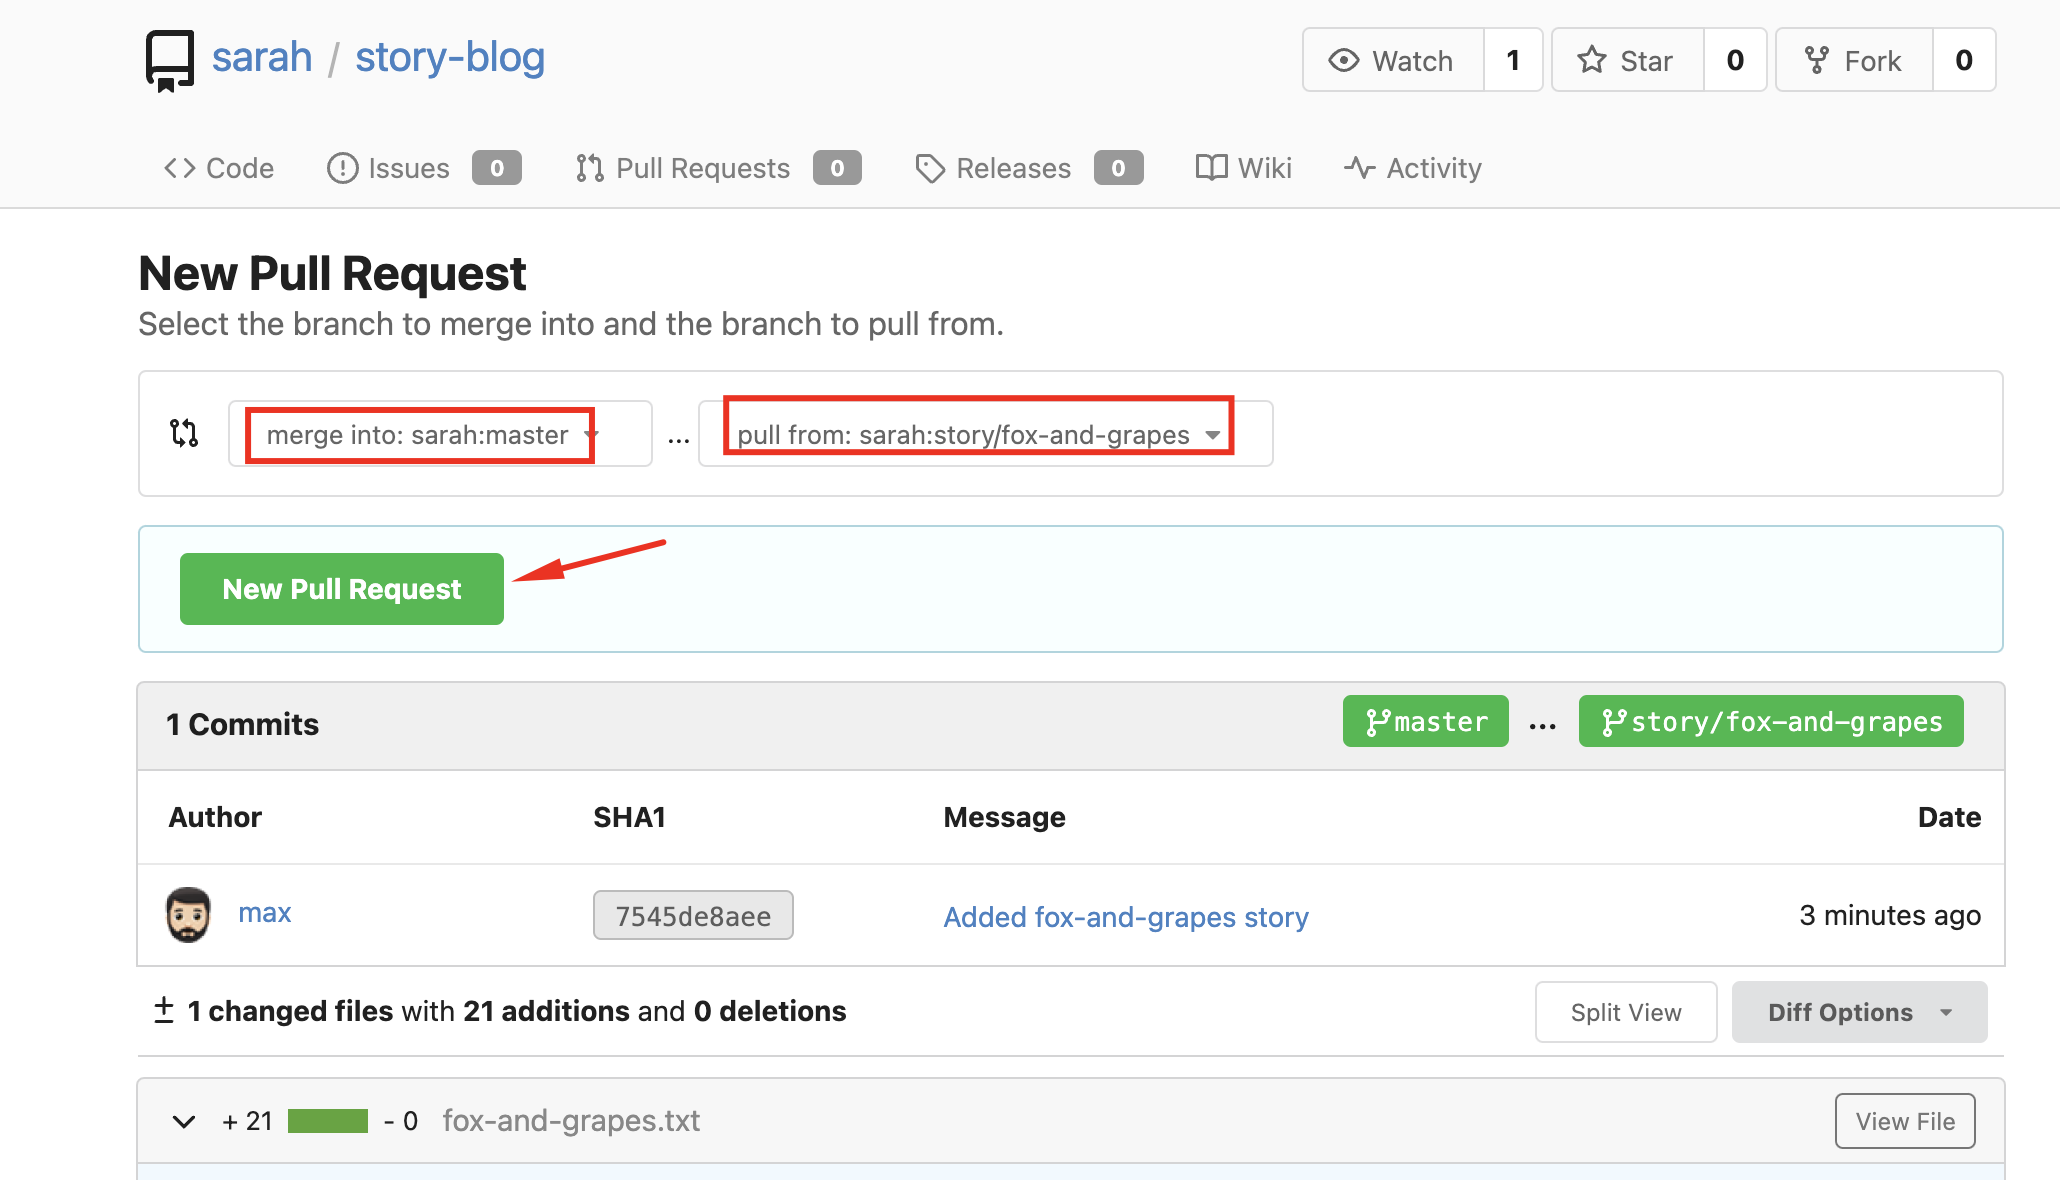 sarah / story-blog
Watch 1 Star 0 Fork 0
Code Issues 0 Pull Requests 0 Releases 0 Wiki Activity
New Pull Request
Select the branch to merge into and the branch to pull from.
merge into: sarah:master ... pull from: sarah:story/fox-and-grapes
New Pull Request
1 Commits master ... story/fox-and-grapes
Author SHA1 Message Date
max 7545de8aee Added fox-and-grapes story 3 minutes ago
± 1 changed files with 21 additions and 0 deletions Split View Diff Options
+ 21 - 0 fox-and-grapes.txt View File